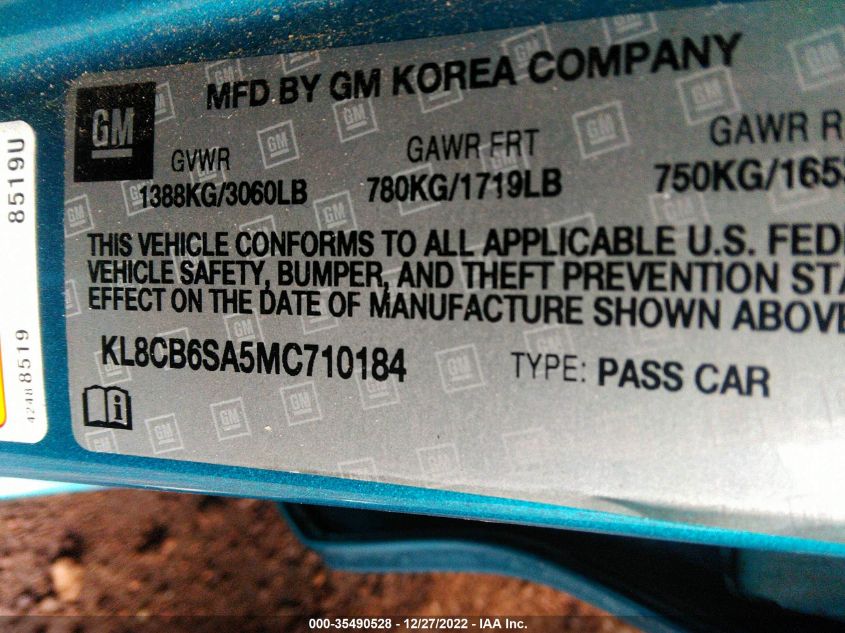 GM
MFD BY GM KOREA COMPANY
GVWR GAWR FRT GAWR R
1388KG/3060LB 780KG/1719LB 750KG/1653
THIS VEHICLE CONFORMS TO ALL APPLICABLE U.S. FED
VEHICLE SAFETY, BUMPER, AND THEFT PREVENTION STA
EFFECT ON THE DATE OF MANUFACTURE SHOWN ABOVE
KL8CB6SA5MC710184 TYPE: PASS CAR
i
8519U
42488519
000-35490528 - 12/27/2022 - IAA Inc.